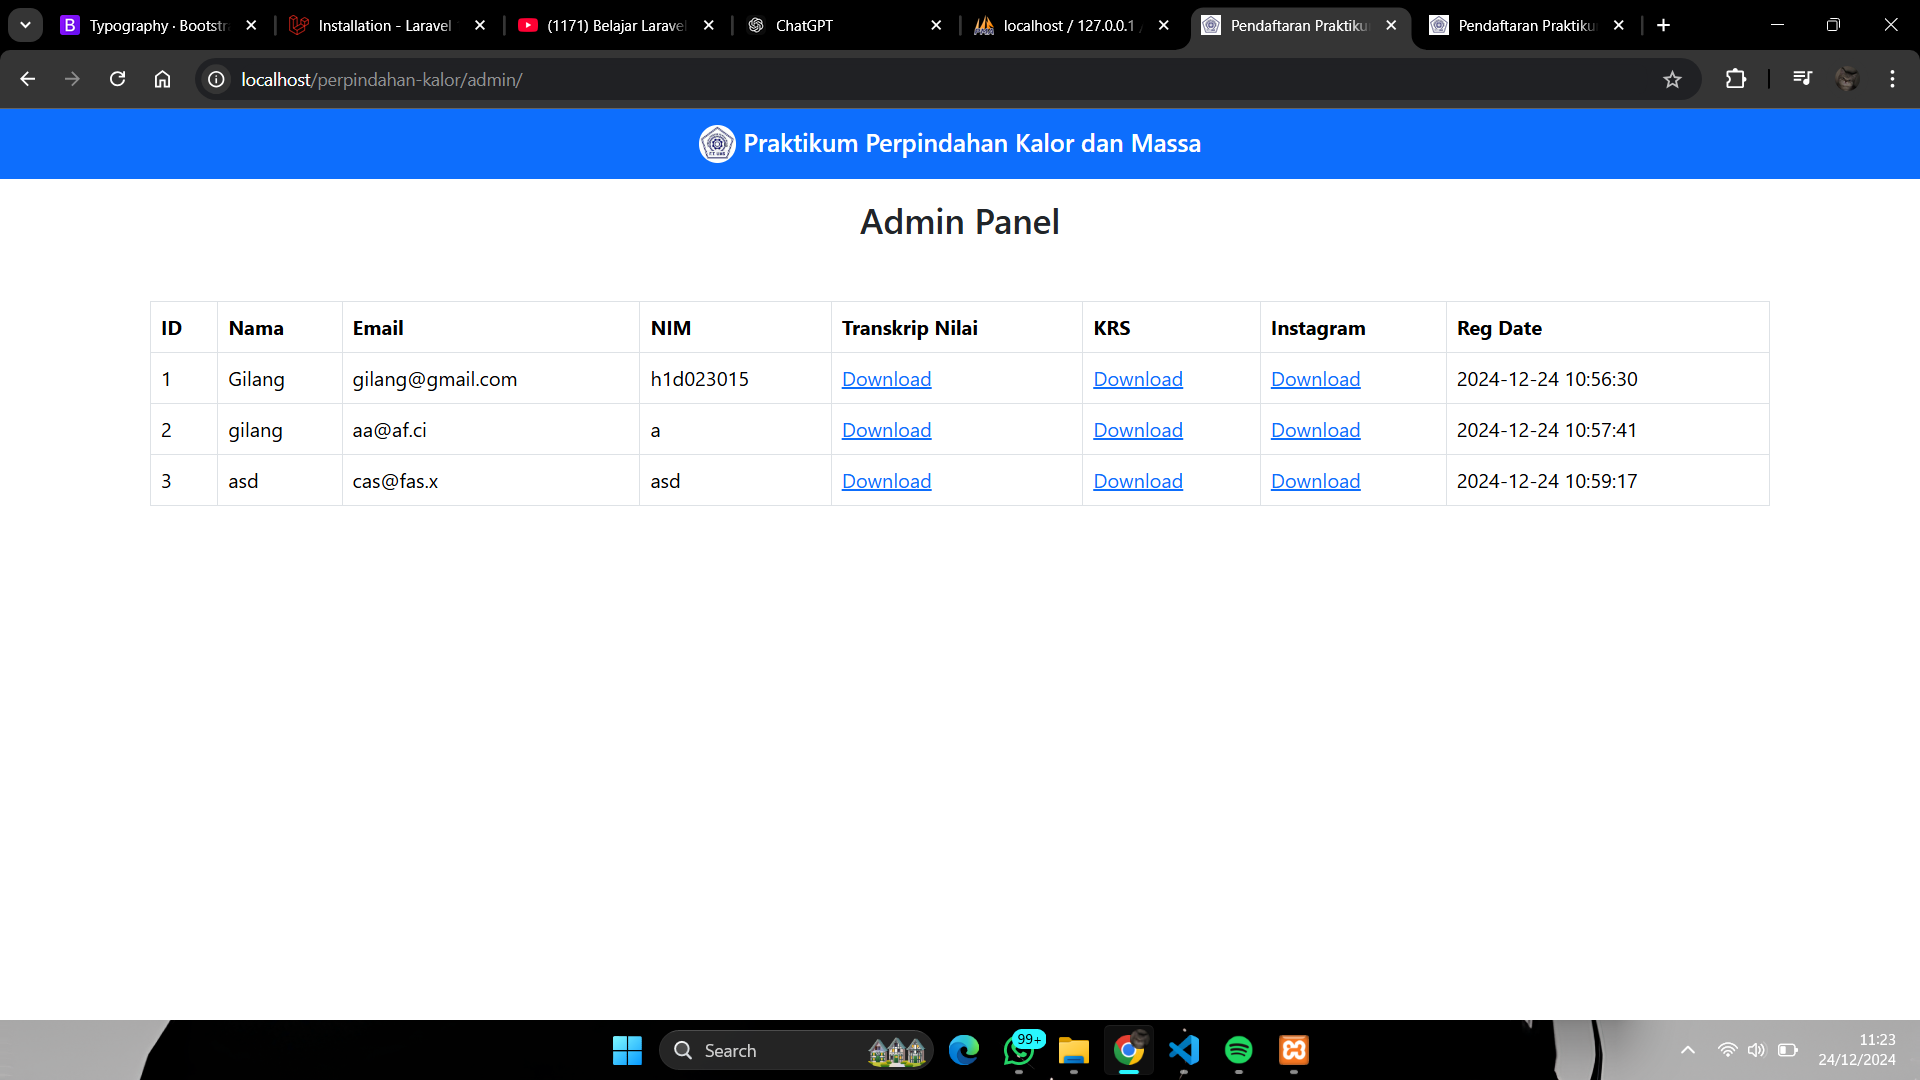 Typography · Bootstra
Installation - Laravel
(1171) Belajar Laravel
ChatGPT
localhost / 127.0.0.1 /
Pendaftaran Praktiku
Pendaftaran Praktiku
localhost/perpindahan-kalor/admin/
Praktikum Perpindahan Kalor dan Massa
Admin Panel
ID Nama Email NIM Transkrip Nilai KRS Instagram Reg Date
1 Gilang gilang@gmail.com h1d023015 Download Download Download 2024-12-24 10:56:30
2 gilang aa@af.ci a Download Download Download 2024-12-24 10:57:41
3 asd cas@fas.x asd Download Download Download 2024-12-24 10:59:17
Search
99+
11:23
24/12/2024